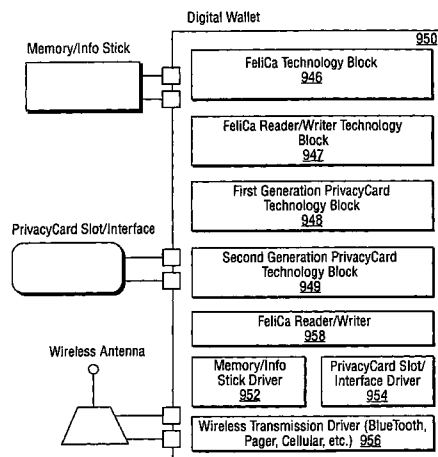 Digital Wallet
950
Memory/Info Stick
FeliCa Technology Block
946
FeliCa Reader/Writer Technology
Block
947
First Generation PrivacyCard
Technology Block
948
PrivacyCard Slot/Interface
Second Generation PrivacyCard
Technology Block
949
FeliCa Reader/Writer
958
Wireless Antenna
Memory/Info
Stick Driver
952
PrivacyCard Slot/
Interface Driver
954
Wireless Transmission Driver (BlueTooth,
Pager, Cellular, etc.) 956